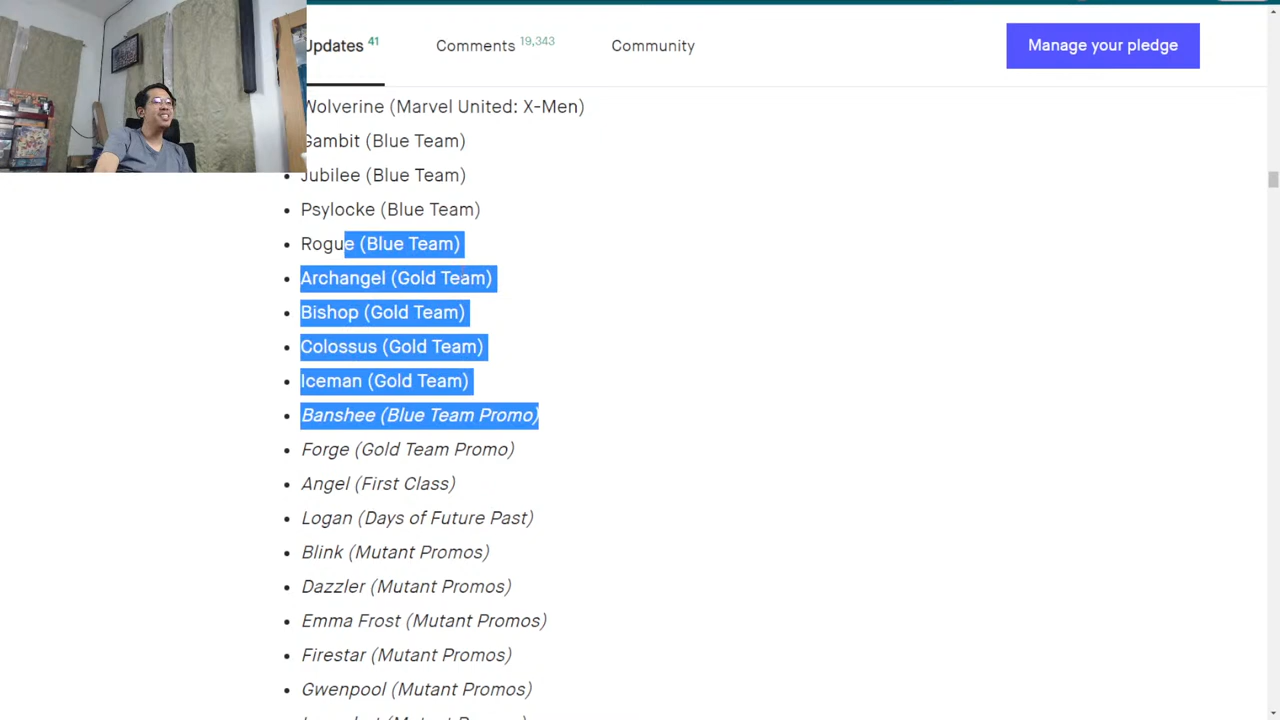 Updates 41
Comments 19,343
Community
Manage your pledge
Wolverine (Marvel United: X-Men)
Gambit (Blue Team)
Jubilee (Blue Team)
Psylocke (Blue Team)
Rogue (Blue Team)
Archangel (Gold Team)
Bishop (Gold Team)
Colossus (Gold Team)
Iceman (Gold Team)
Banshee (Blue Team Promo)
Forge (Gold Team Promo)
Angel (First Class)
Logan (Days of Future Past)
Blink (Mutant Promos)
Dazzler (Mutant Promos)
Emma Frost (Mutant Promos)
Firestar (Mutant Promos)
Gwenpool (Mutant Promos)